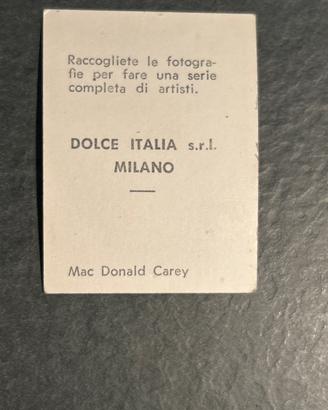 Raccogliete le fotogra-
fie per fare una serie
completa di artisti.
DOLCE ITALIA s.r.l.
MILANO
Mac Donald Carey